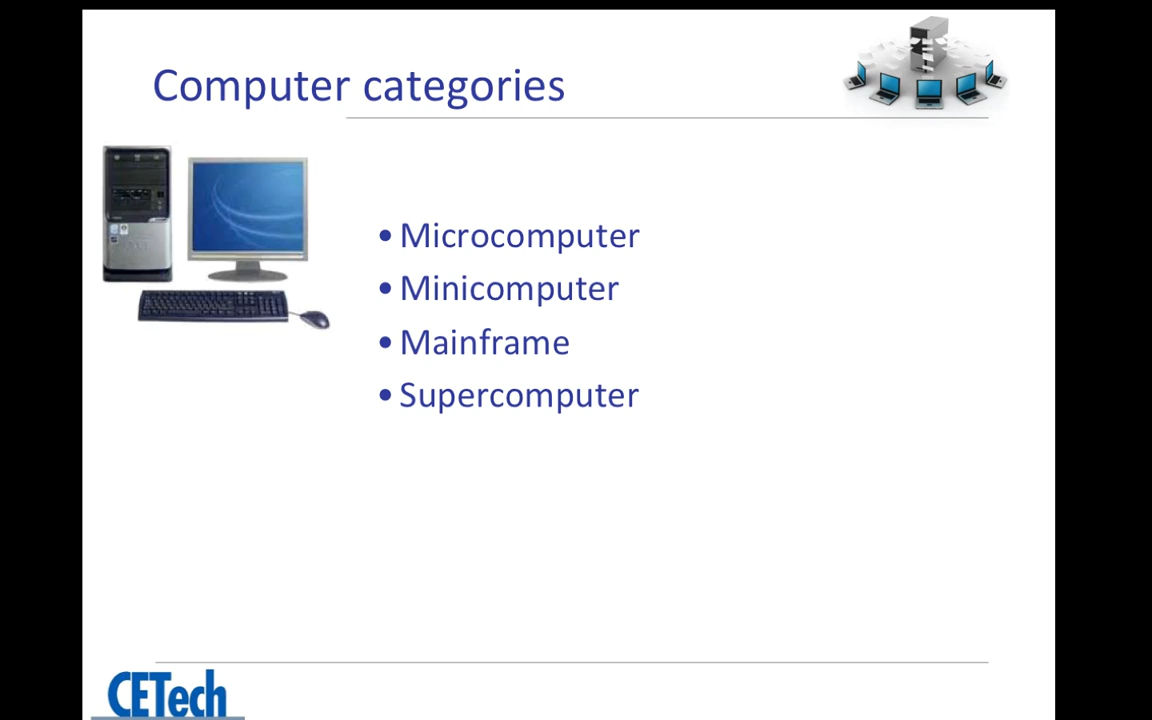 Computer categories
• Microcomputer
• Minicomputer
• Mainframe
• Supercomputer
CETech